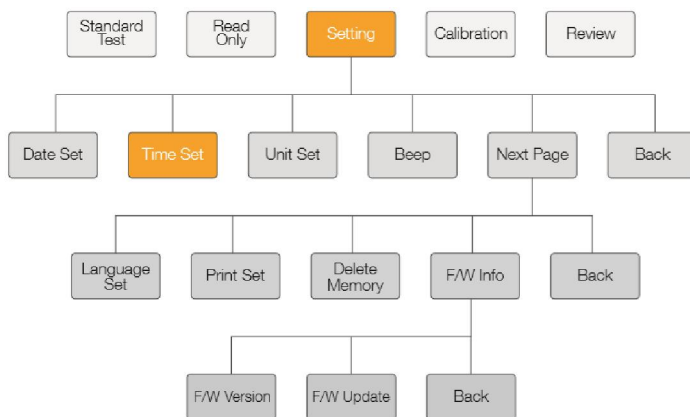 Standard
Test
Read
Only
Setting
Calibration
Review
Date Set
Time Set
Unit Set
Beep
Next Page
Back
Language
Set
Print Set
Delete
Memory
F/W Info
Back
F/W Version
F/W Update
Back